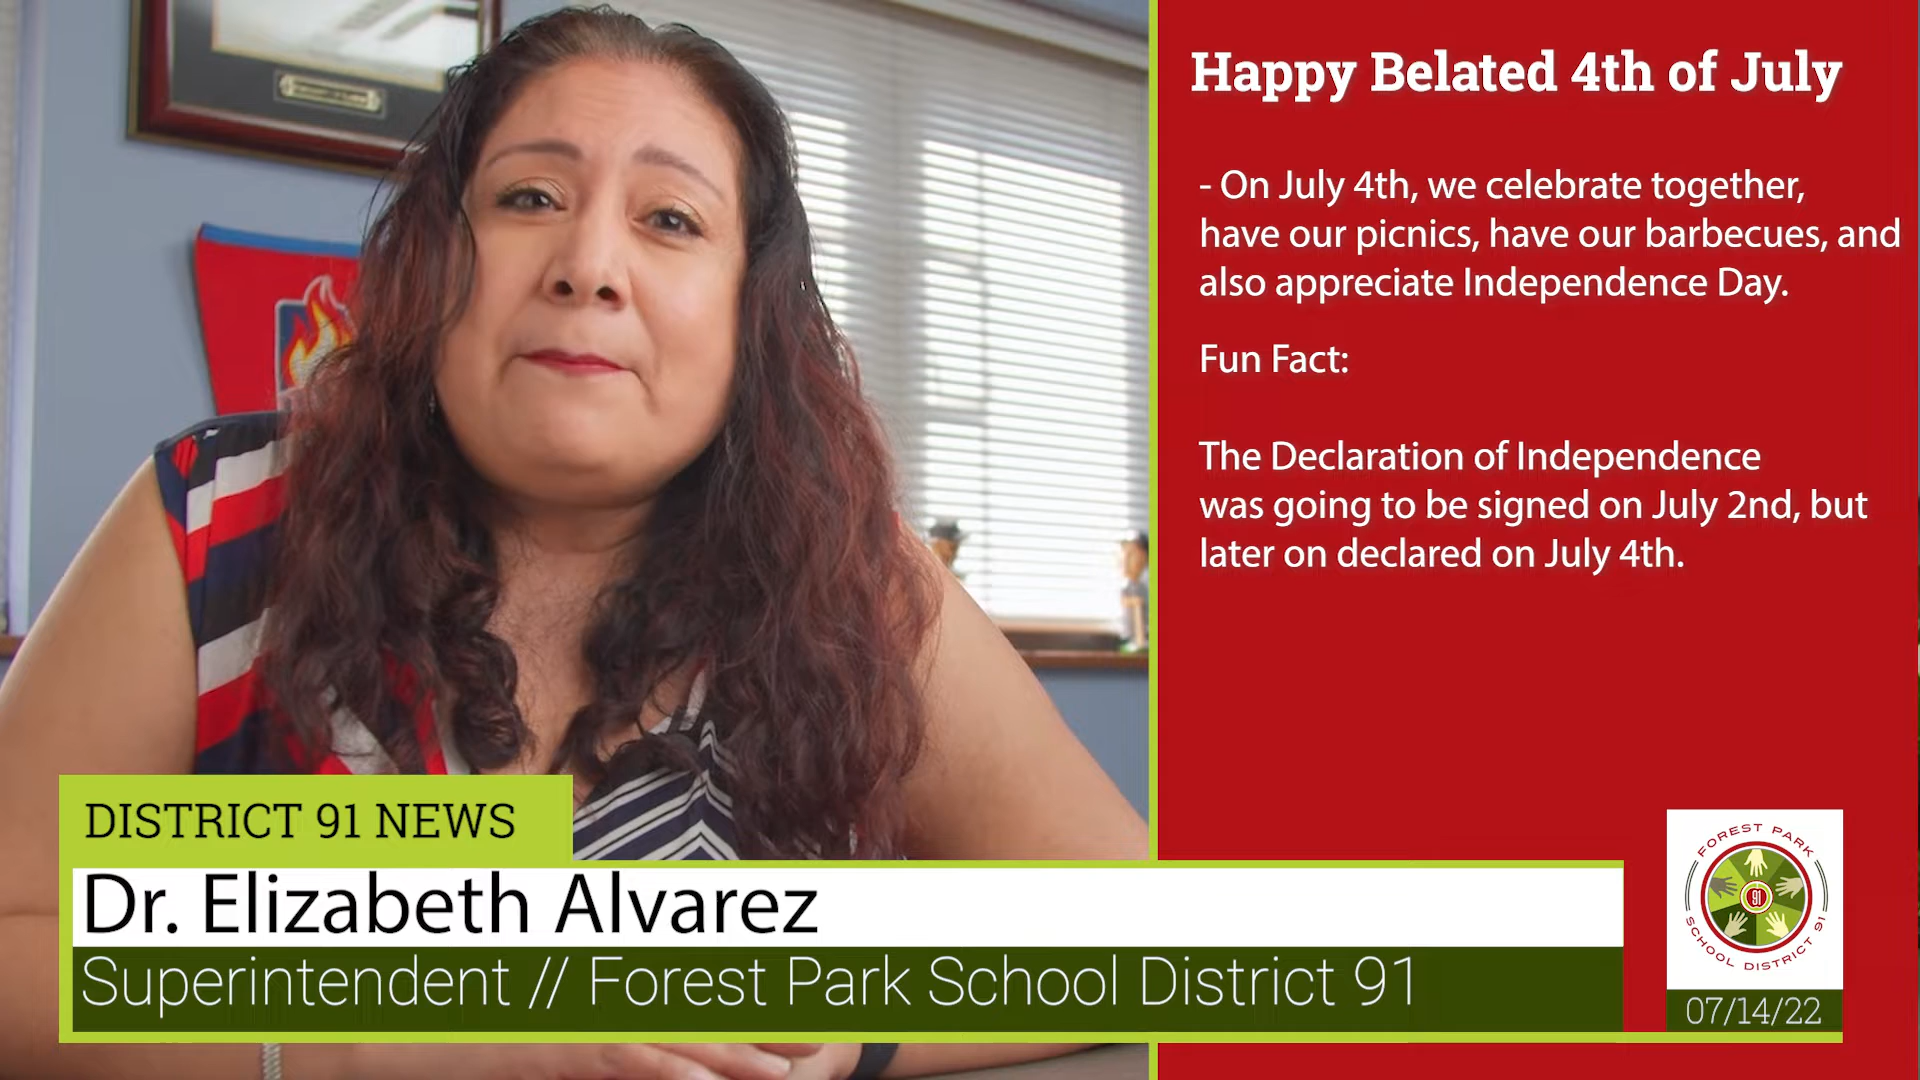 Happy Belated 4th of July
- On July 4th, we celebrate together,
have our picnics, have our barbecues, and
also appreciate Independence Day.
Fun Fact:
The Declaration of Independence
was going to be signed on July 2nd, but
later on declared on July 4th.
DISTRICT 91 NEWS
Dr. Elizabeth Alvarez
Superintendent // Forest Park School District 91
FOREST PARK
91
SCHOOL DISTRICT 91
07/14/22